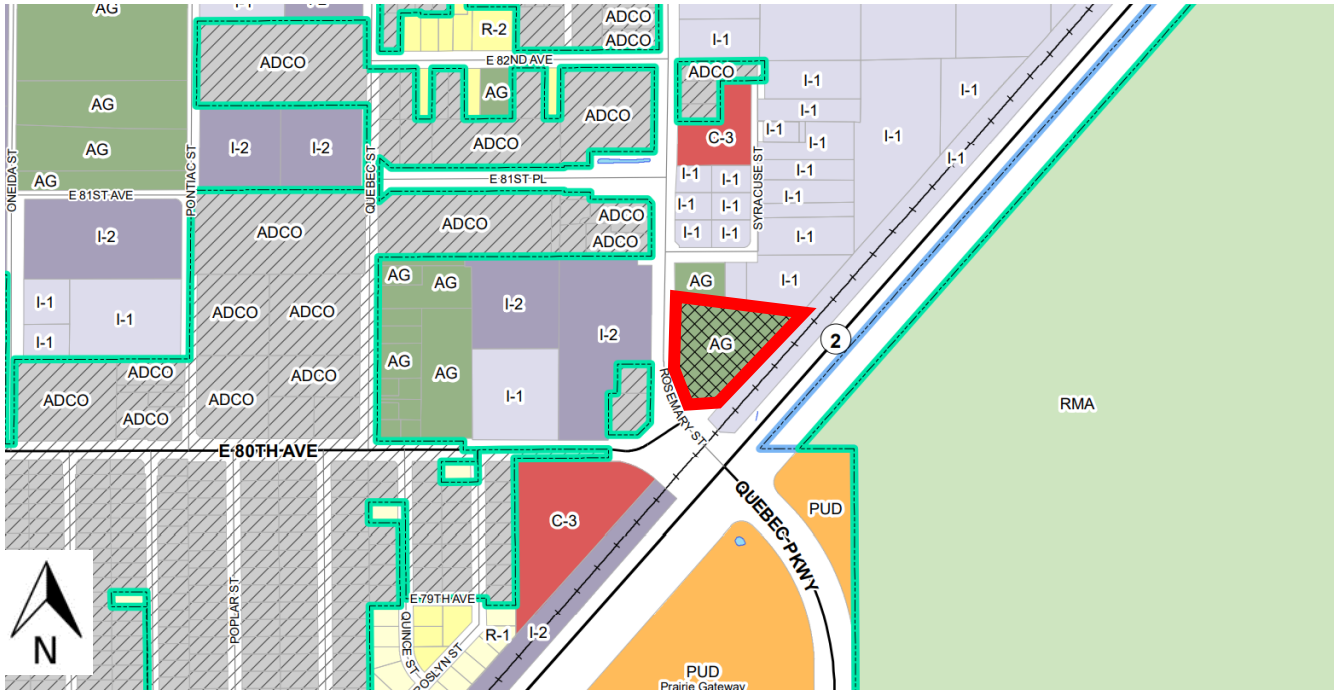 AG
I-1
I-2
ADCO
R-2
ADCO
ADCO
I-1
E 82ND AVE
ADCO
AG
ADCO
ADCO
ADCO
I-1
I-1
I-1
AG
AG
AG
I-2
I-2
C-3
I-1
I-1
I-1
I-1
I-1
ONEIDA ST
PONTIAC ST
QUEBEC ST
SYRACUSE ST
E 81ST AVE
E 81ST PL
I-1
I-1
I-1
I-1
I-1
I-1
I-1
I-1
I-2
ADCO
ADCO
ADCO
ADCO
AG
AG
AG
I-1
I-1
I-1
I-1
ADCO
ADCO
I-2
I-2
AG
2
AG
AG
I-1
ADCO
ADCO
ADCO
ADCO
ADCO
ROSEMARY ST
RMA
E 80TH AVE
C-3
QUEBEC PKWY
PUD
POPLAR ST
E 79TH AVE
QUINCE ST
ROSLYN ST
R-1
I-2
N
PUD
Prairie Gateway